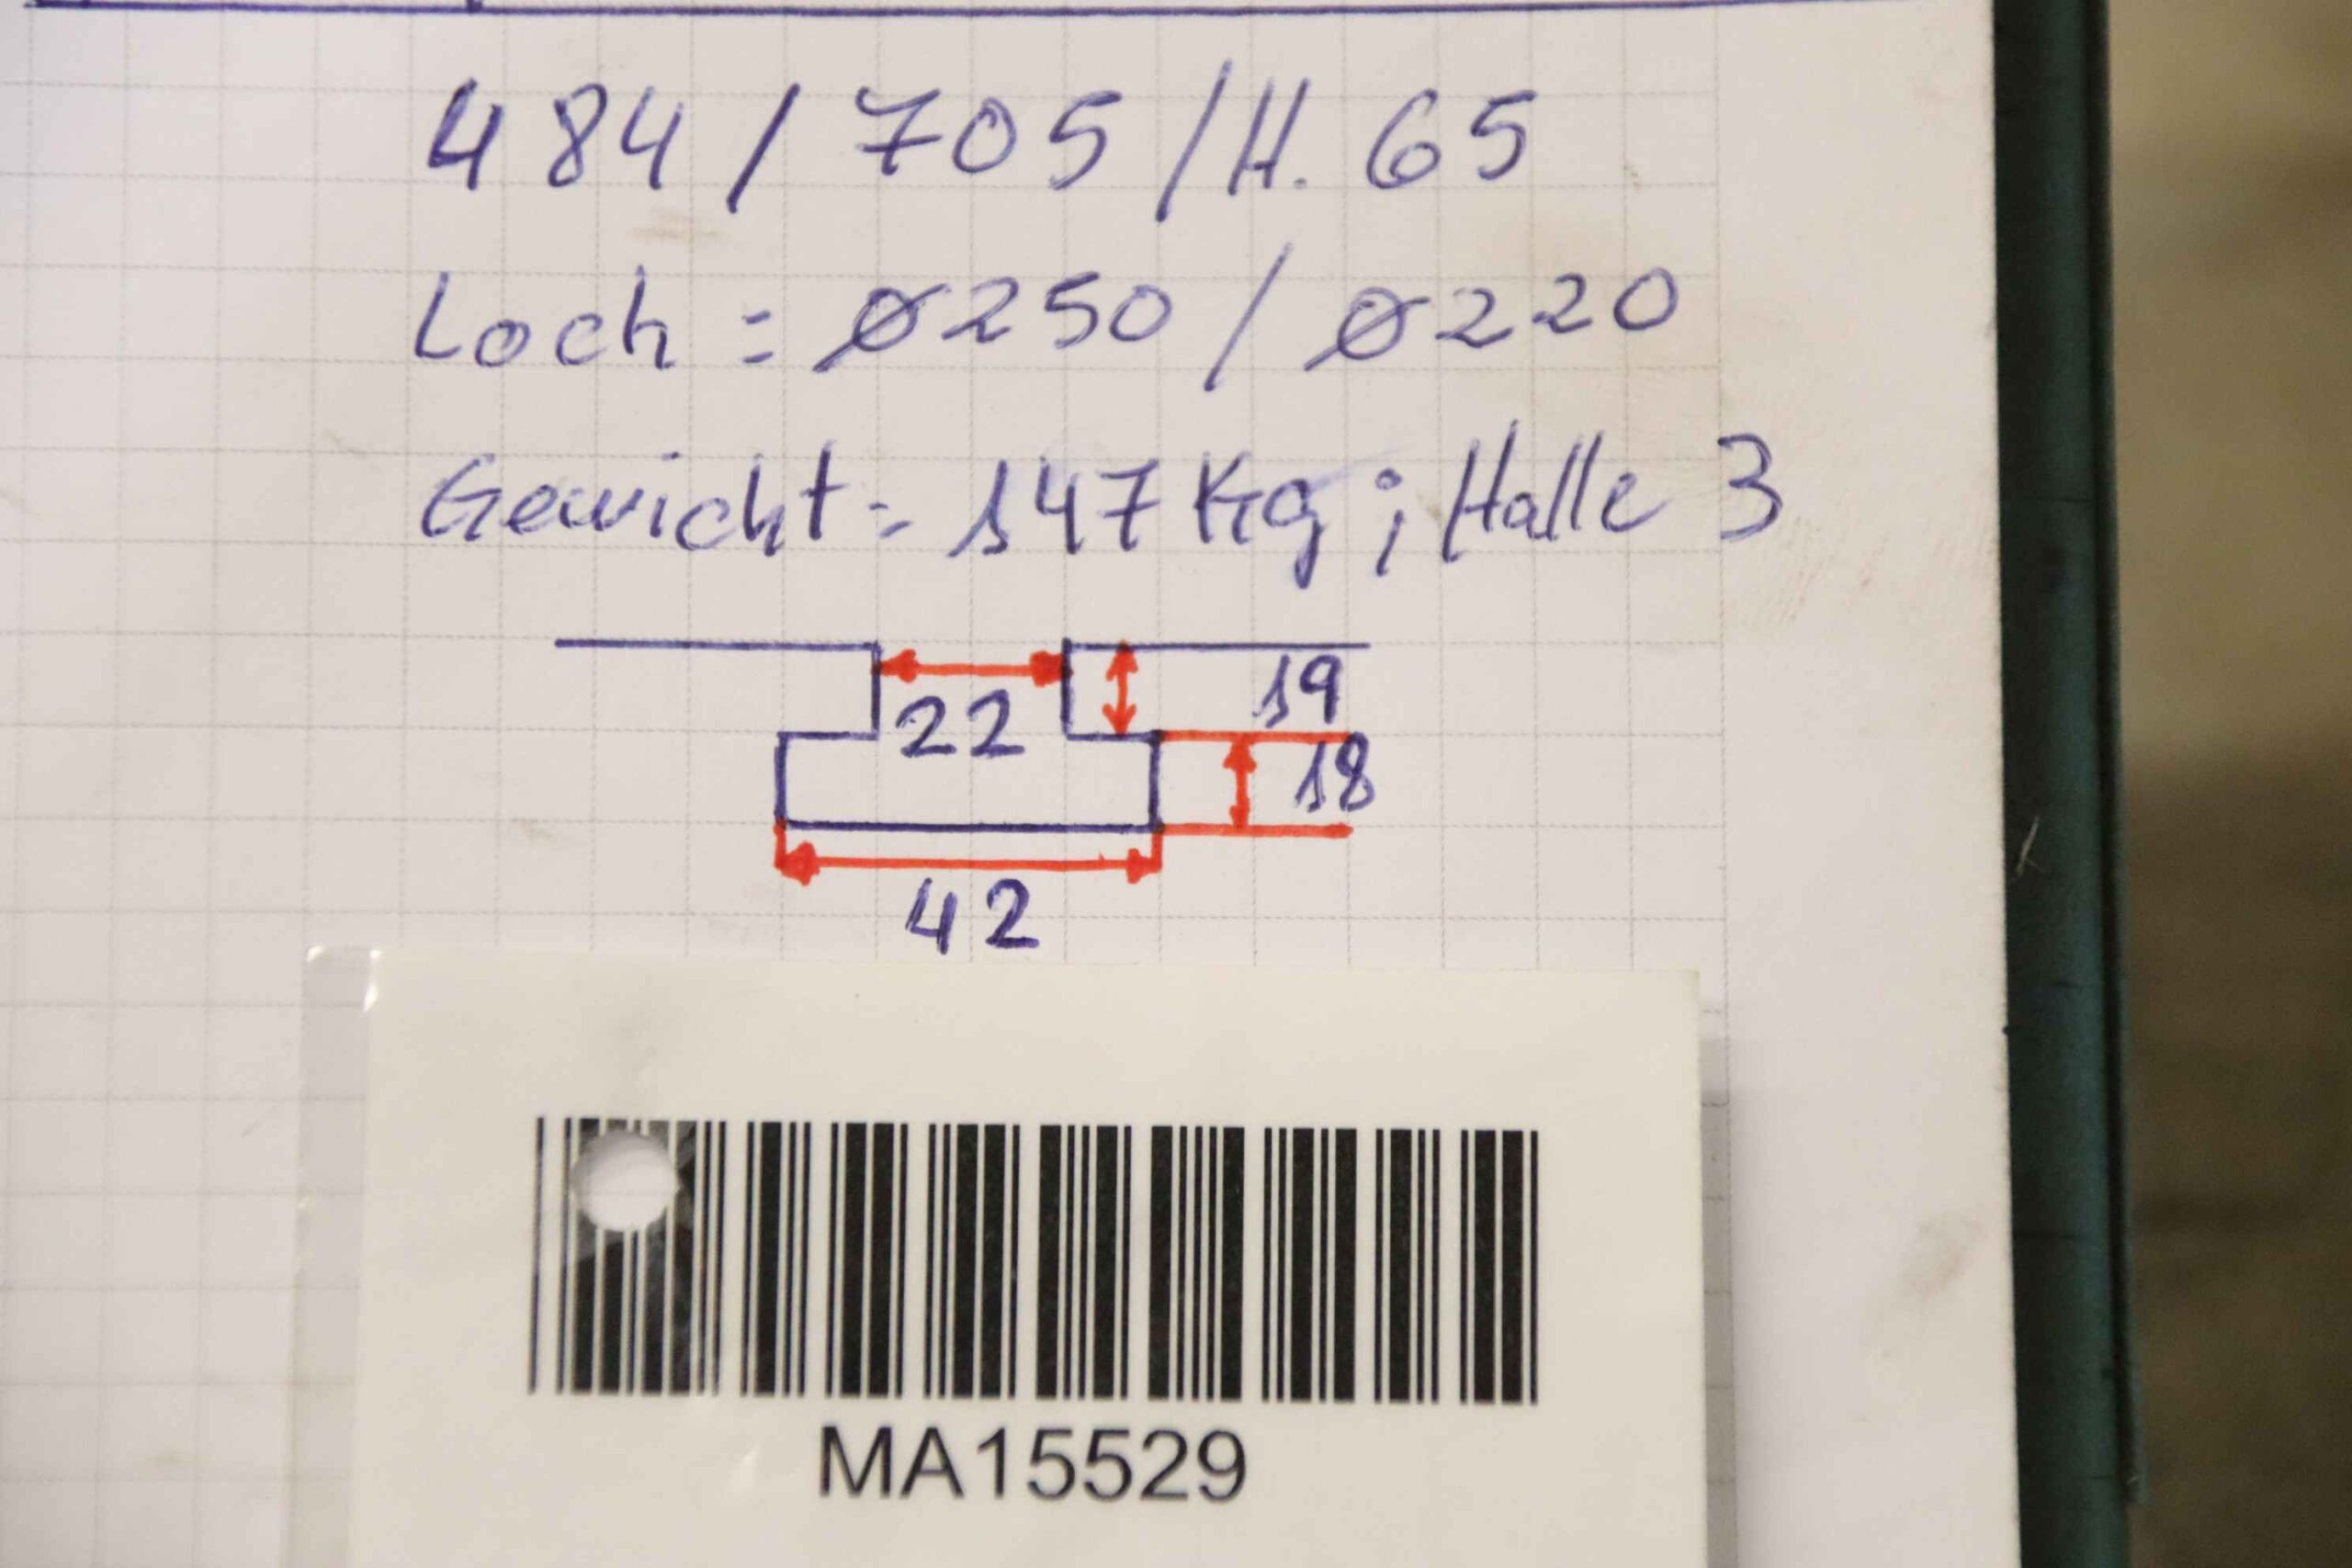 484 / 705 / H. 65
Loch = Ø250 / Ø220
Gewicht = 147 Kg ; Halle 3
19
22
18
42
MA15529